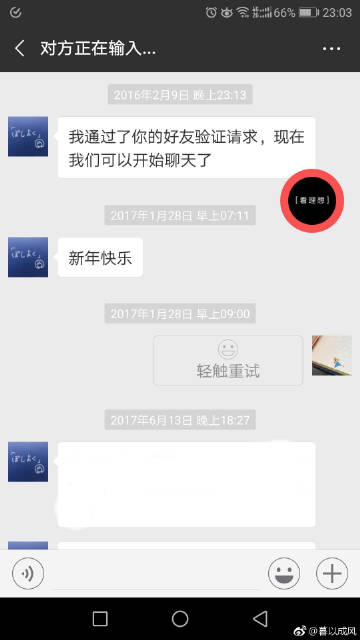 66% 23:03
对方正在输入...
2016年2月9日 晚上23:13
我通过了你的好友验证请求，现在
我们可以开始聊天了
[看理想]
2017年1月28日 早上07:11
新年快乐
2017年1月28日 早上09:00
轻触重试
2017年6月13日 晚上18:27
@暮以成风